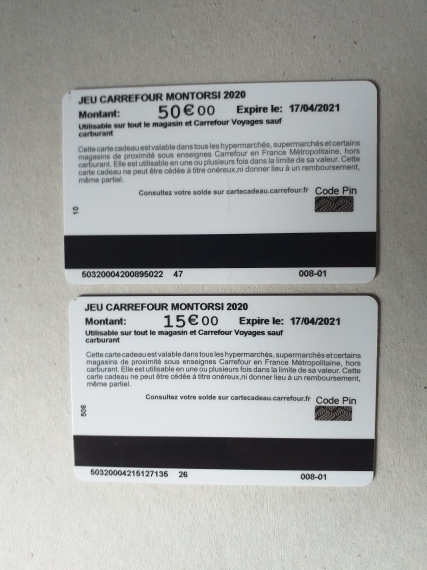 JEU CARREFOUR MONTORSI 2020
Montant: 50€00 Expire le: 17/04/2021
Utilisable sur tout le magasin et Carrefour Voyages sauf
carburant
Cette carte cadeau est valable dans tous les hypermarchés, supermarchés et certains
magasins de proximité sous enseignes Carrefour en France Métropolitaine, hors
carburant. Elle est utilisable en une ou plusieurs fois dans la limite de sa valeur. Cette
carte cadeau ne peut être cédée à titre onéreux,ni donner lieu à un remboursement,
même partiel.
Consultez votre solde sur cartecadeau.carrefour.fr Code Pin
10
50320004200895022 47 008-01
JEU CARREFOUR MONTORSI 2020
Montant: 15€00 Expire le: 17/04/2021
Utilisable sur tout le magasin et Carrefour Voyages sauf
carburant
Cette carte cadeau est valable dans tous les hypermarchés, supermarchés et certains
magasins de proximité sous enseignes Carrefour en France Métropolitaine, hors
carburant. Elle est utilisable en une ou plusieurs fois dans la limite de sa valeur. Cette
carte cadeau ne peut être cédée à titre onéreux,ni donner lieu à un remboursement,
même partiel.
Consultez votre solde sur cartecadeau.carrefour.fr Code Pin
506
50320004215127135 26 008-01